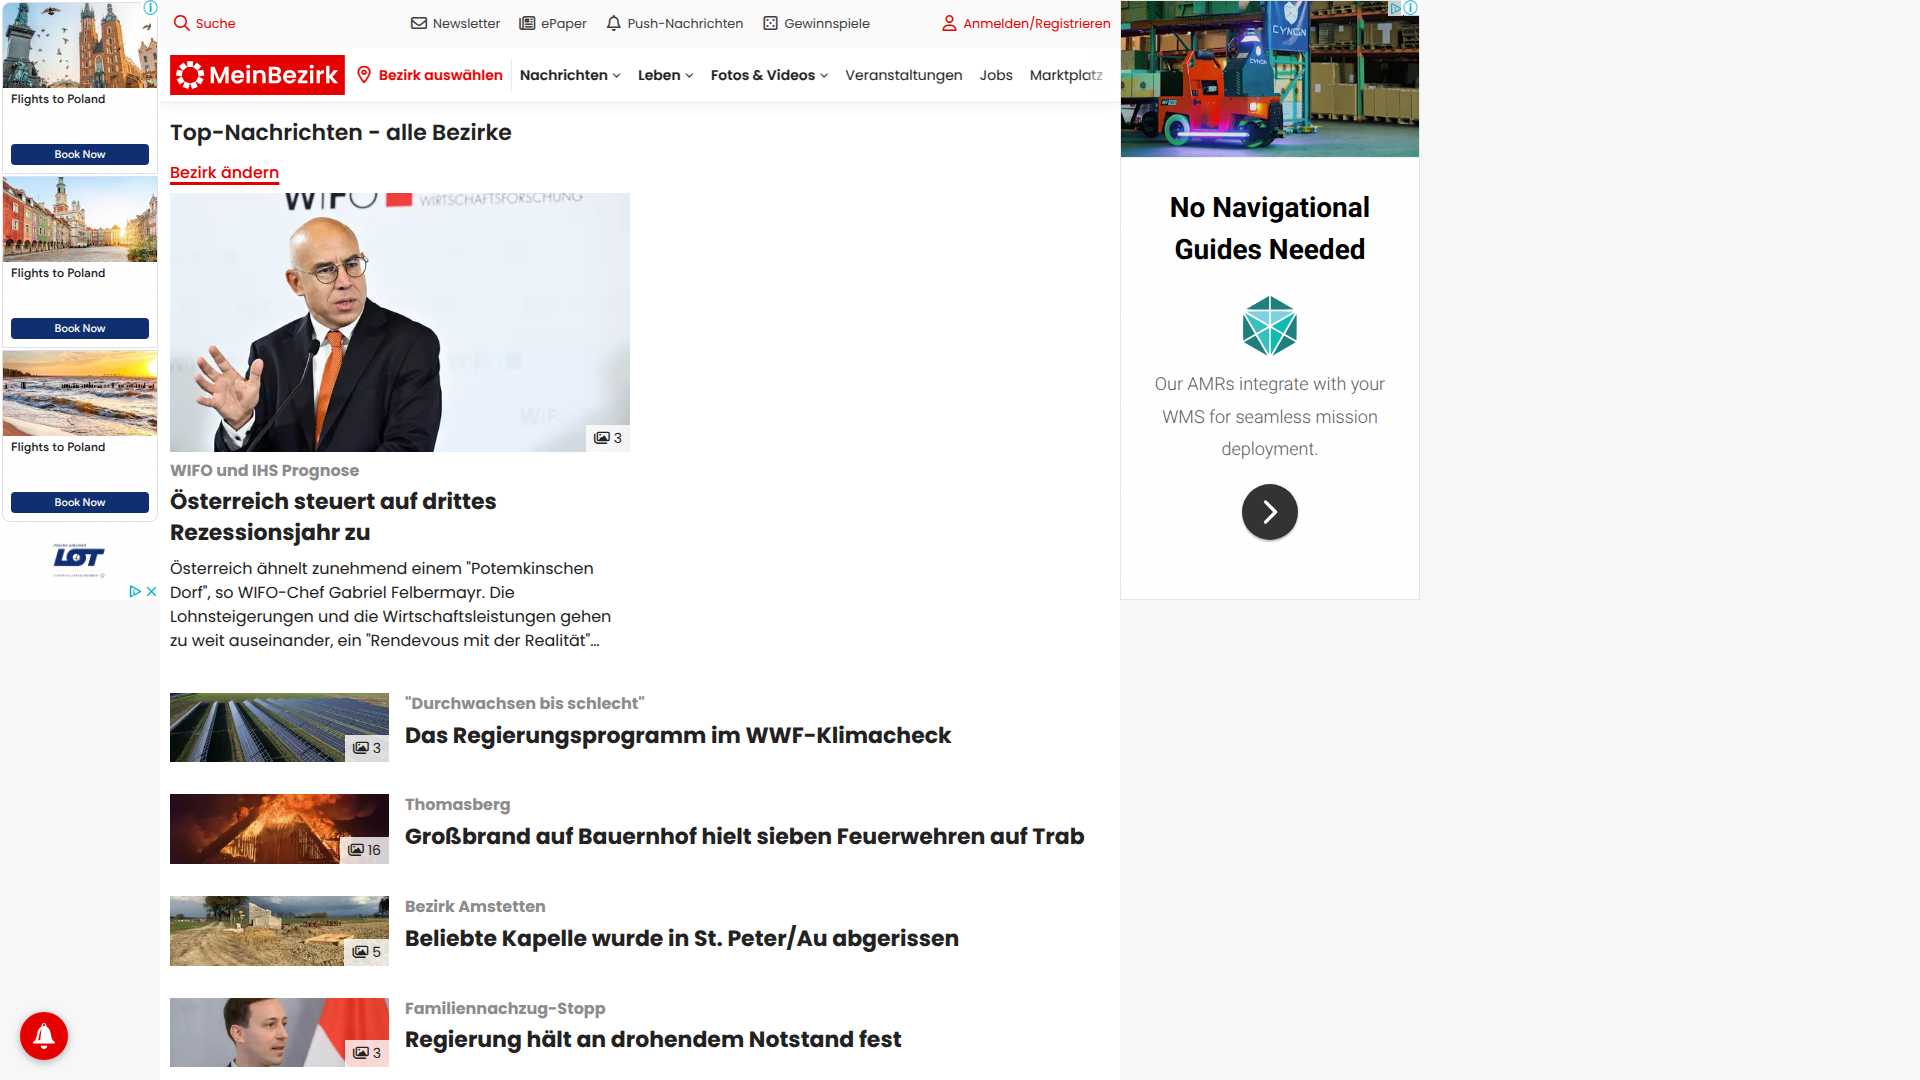 Suche
Newsletter
ePaper
Push-Nachrichten
Gewinnspiele
Anmelden/Registrieren
MeinBezirk
Bezirk auswählen
Nachrichten
Leben
Fotos & Videos
Veranstaltungen
Jobs
Marktplatz
Flights to Poland
Book Now
Flights to Poland
Book Now
Flights to Poland
Book Now
LOT
Top-Nachrichten - alle Bezirke
Bezirk ändern
WIFO
WIRTSCHAFTSFORSCHUNG
3
WIFO und IHS Prognose
Österreich steuert auf drittes
Rezessionsjahr zu
Österreich ähnelt zunehmend einem "Potemkinschen
Dorf", so WIFO-Chef Gabriel Felbermayr. Die
Lohnsteigerungen und die Wirtschaftsleistungen gehen
zu weit auseinander, ein "Rendevous mit der Realität"...
3
"Durchwachsen bis schlecht"
Das Regierungsprogramm im WWF-Klimacheck
16
Thomasberg
Großbrand auf Bauernhof hielt sieben Feuerwehren auf Trab
5
Bezirk Amstetten
Beliebte Kapelle wurde in St. Peter/Au abgerissen
3
Familiennachzug-Stopp
Regierung hält an drohendem Notstand fest
CYNGN
CYNGN
No Navigational
Guides Needed
Our AMRs integrate with your
WMS for seamless mission
deployment.